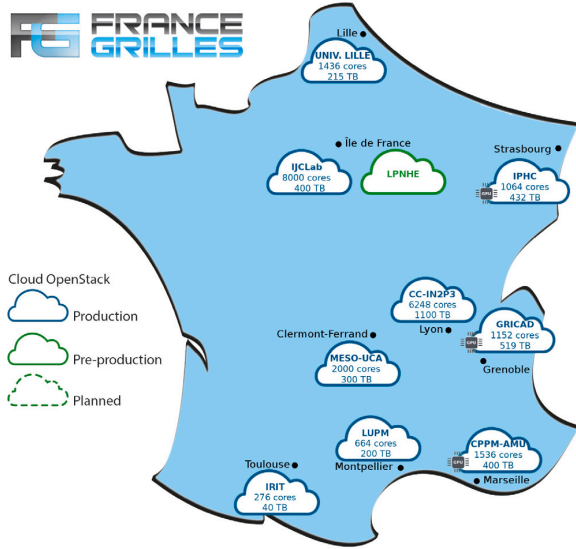 FRANCE
GRILLES
Lille
UNIV. LILLE
1436 cores
215 TB
Île de France
IJCLab
8000 cores
400 TB
LPNHE
Strasbourg
IPHC
1064 cores
432 TB
GPU
Cloud OpenStack
Production
Pre-production
Planned
CC-IN2P3
6248 cores
1100 TB
Lyon
GRICAD
1152 cores
519 TB
GPU
Grenoble
Clermont-Ferrand
MESO-UCA
2000 cores
300 TB
LUPM
664 cores
200 TB
Montpellier
CPPM-AMU
1536 cores
400 TB
GPU
Marseille
Toulouse
IRIT
276 cores
40 TB